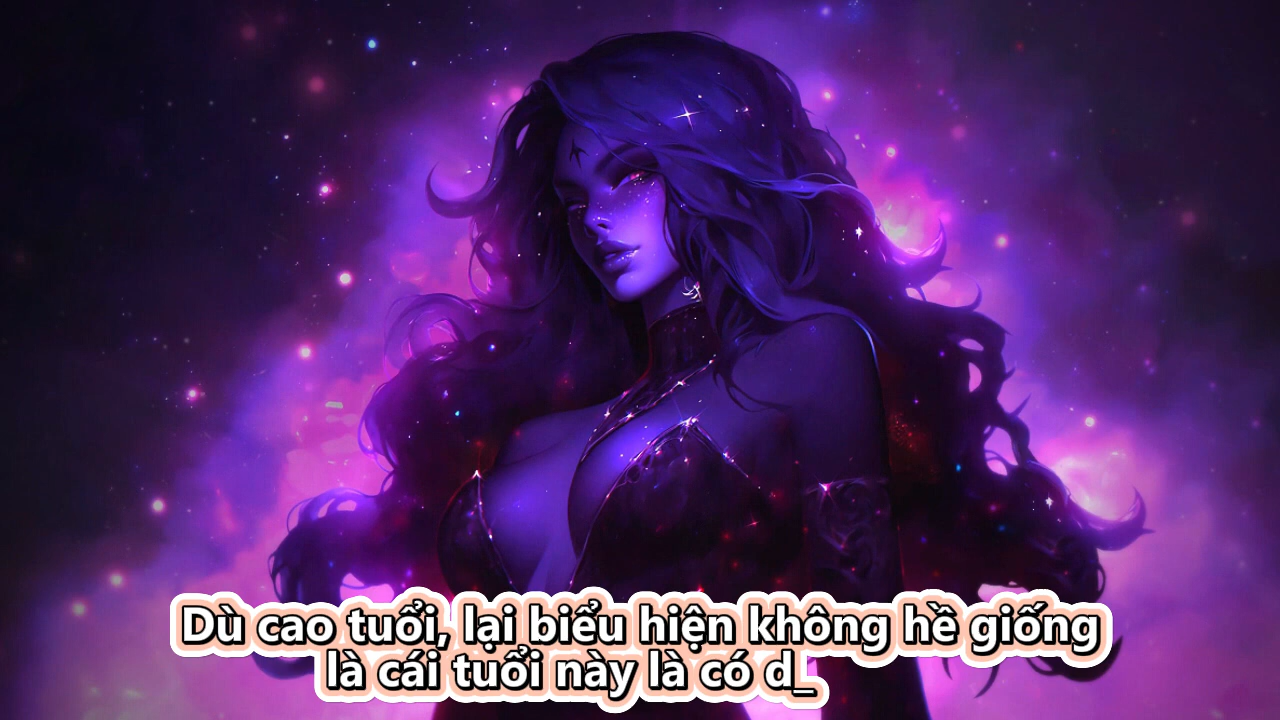 Dù cao tuổi, lại biểu hiện không hề giống
là cái tuổi này là có d_